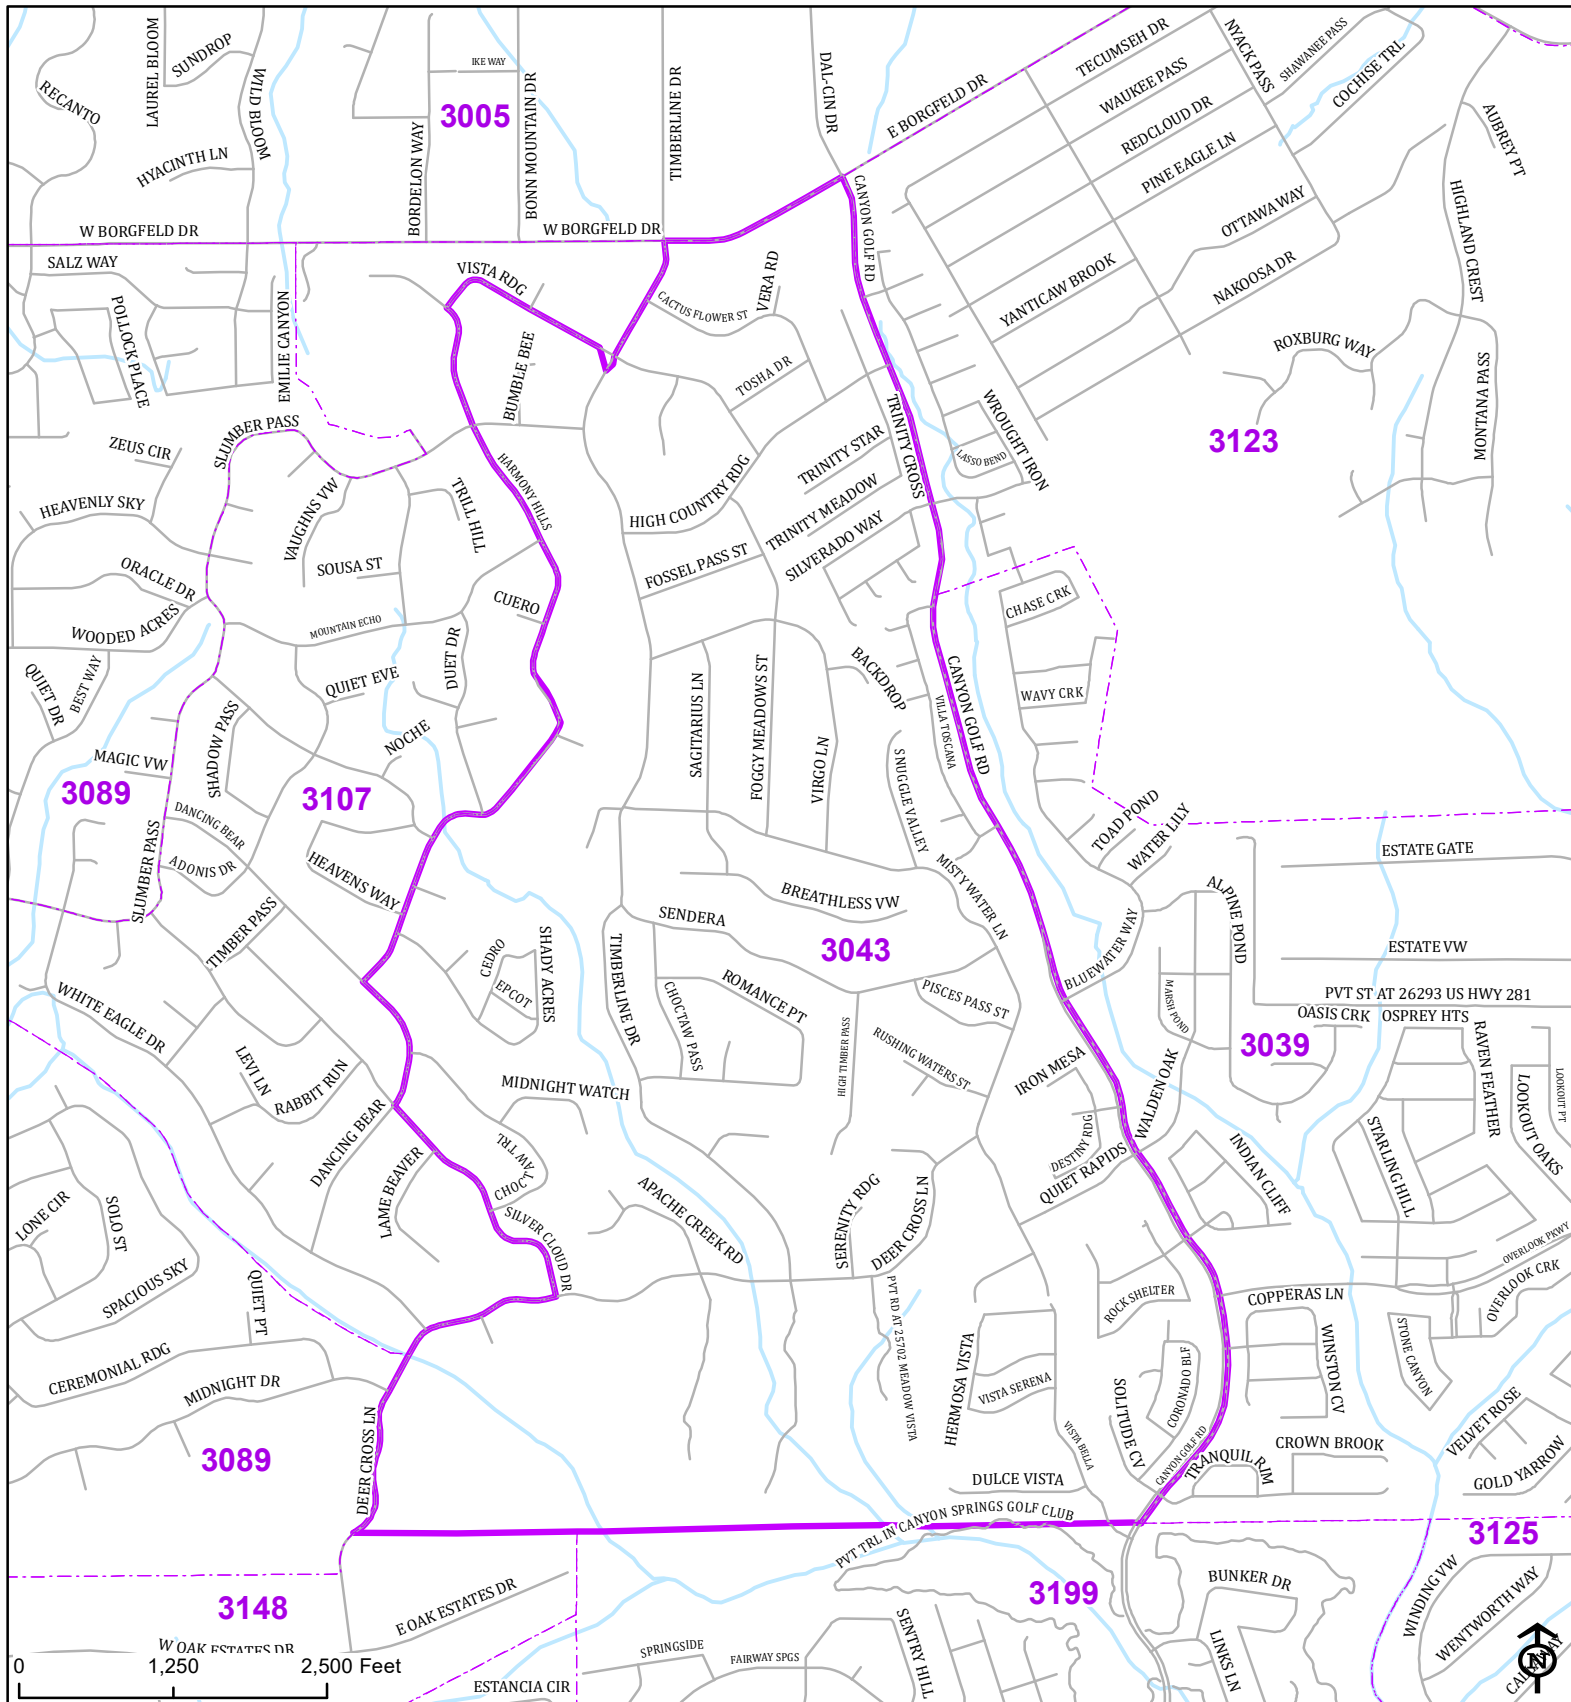 LAUREL BLOOM
SUNDROP
WILD BLOOM
RECANTO
HYACINTH LN
IKE WAY
3005
BORDELON WAY
BONN MOUNTAIN DR
TIMBERLINE DR
DAL-CIN DR
E BORGFELD DR
TECUMSEH DR
NYACK PASS
SHAWANEE PASS
COCHISE TRL
WAUKEE PASS
REDCLOUD DR
PINE EAGLE LN
AUBREY PT
HIGHLAND CREST
OTTAWA WAY
NAKOOSA DR
YANTICAW BROOK
W BORGFELD DR
W BORGFELD DR
SALZ WAY
POLLOCK PLACE
EMILIE CANYON
VISTA RDG
CACTUS FLOWER ST
VERA RD
CANYON GOLF RD
BUMBLE BEE
TOSHA DR
ROXBURG WAY
MONTANA PASS
3123
SLUMBER PASS
ZEUS CIR
HEAVENLY SKY
VAUGHNS VW
TRILL HILL
HARMONY HILLS
HIGH COUNTRY RDG
TRINITY STAR
TRINITY CROSS
TRINITY MEADOW
WROUGHT IRON
LASSO BEND
SILVERADO WAY
FOSSEL PASS ST
SOUSA ST
ORACLE DR
WOODED ACRES
MOUNTAIN ECHO
CUERO
CHASE CRK
QUIET DR
BEST WAY
QUIET EVE
DUET DR
BACKDROP
CANYON GOLF RD
VILLA TOSCANA
WAVY CRK
SAGITARIUS LN
FOGGY MEADOWS ST
VIRGO LN
SNUGGLE VALLEY
SHADOW PASS
NOCHE
MAGIC VW
3089
3107
DANCING BEAR
ADONIS DR
SLUMBER PASS
HEAVENS WAY
TOAD POND
WATER LILY
ESTATE GATE
MISTY WATER LN
BREATHLESS VW
SENDERA
3043
ALPINE POND
BLUEWATER WAY
ESTATE VW
TIMBER PASS
CEDRO
EPCOT
SHADY ACRES
TIMBERLINE DR
CHOCTAW PASS
ROMANCE PT
PISCES PASS ST
MARSH POND
PVT ST AT 26293 US HWY 281
OASIS CRK
OSPREY HTS
WHITE EAGLE DR
HIGH TIMBER PASS
RUSHING WATERS ST
IRON MESA
WALDEN OAK
3039
RAVEN FEATHER
LOOKOUT OAKS
LOOKOUT PT
LEVI LN
RABBIT RUN
MIDNIGHT WATCH
DANCING BEAR
LAME BEAVER
CHOCTAW TRL
DESTINY RDG
QUIET RAPIDS
INDIAN CLIFF
STARLING HILL
LONE CIR
SOLO ST
SPACIOUS SKY
SILVER CLOUD DR
APACHE CREEK RD
SERENITY RDG
DEER CROSS LN
OVERLOOK PKWY
OVERLOOK CRK
QUIET PT
PVT RD AT 25702 MEADOW VISTA
ROCK SHELTER
COPPERAS LN
HERMOSA VISTA
VISTA SERENA
CORONADO BLF
SOLITUDE CV
WINSTON CV
STONE CANYON
CEREMONIAL RDG
MIDNIGHT DR
3089
DEER CROSS LN
VISTA BELLA
CANYON GOLF RD
TRANQUIL RIM
CROWN BROOK
VELVET ROSE
GOLD YARROW
DULCE VISTA
PVT TRL IN CANYON SPRINGS GOLF CLUB
3125
3148
3199
BUNKER DR
WINDING VW
WENTWORTH WAY
E OAK ESTATES DR
W OAK ESTATES DR
SPRINGSIDE
FAIRWAY SPGS
SENTRY HILL
LINKS LN
ESTANCIA CIR
0 1,250 2,500 Feet
N